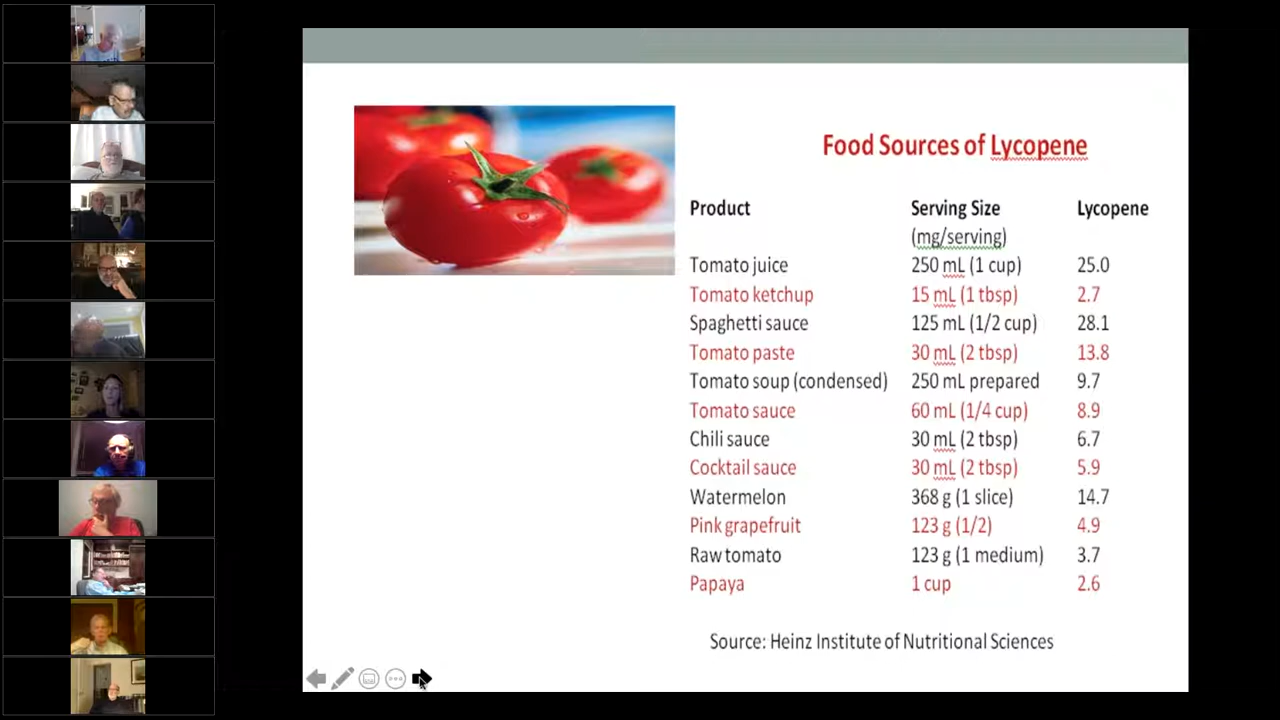 Food Sources of Lycopene
Product Serving Size Lycopene
(mg/serving)
Tomato juice 250 mL (1 cup) 25.0
Tomato ketchup 15 mL (1 tbsp) 2.7
Spaghetti sauce 125 mL (1/2 cup) 28.1
Tomato paste 30 mL (2 tbsp) 13.8
Tomato soup (condensed) 250 mL prepared 9.7
Tomato sauce 60 mL (1/4 cup) 8.9
Chili sauce 30 mL (2 tbsp) 6.7
Cocktail sauce 30 mL (2 tbsp) 5.9
Watermelon 368 g (1 slice) 14.7
Pink grapefruit 123 g (1/2) 4.9
Raw tomato 123 g (1 medium) 3.7
Papaya 1 cup 2.6
Source: Heinz Institute of Nutritional Sciences